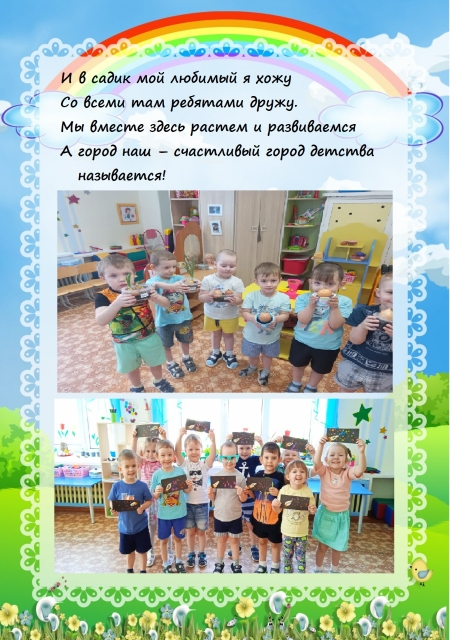 И в садик мой любимый я хожу
Со всеми там ребятами дружу.
Мы вместе здесь растем и развиваемся
А город наш – счастливый город детства
называется!